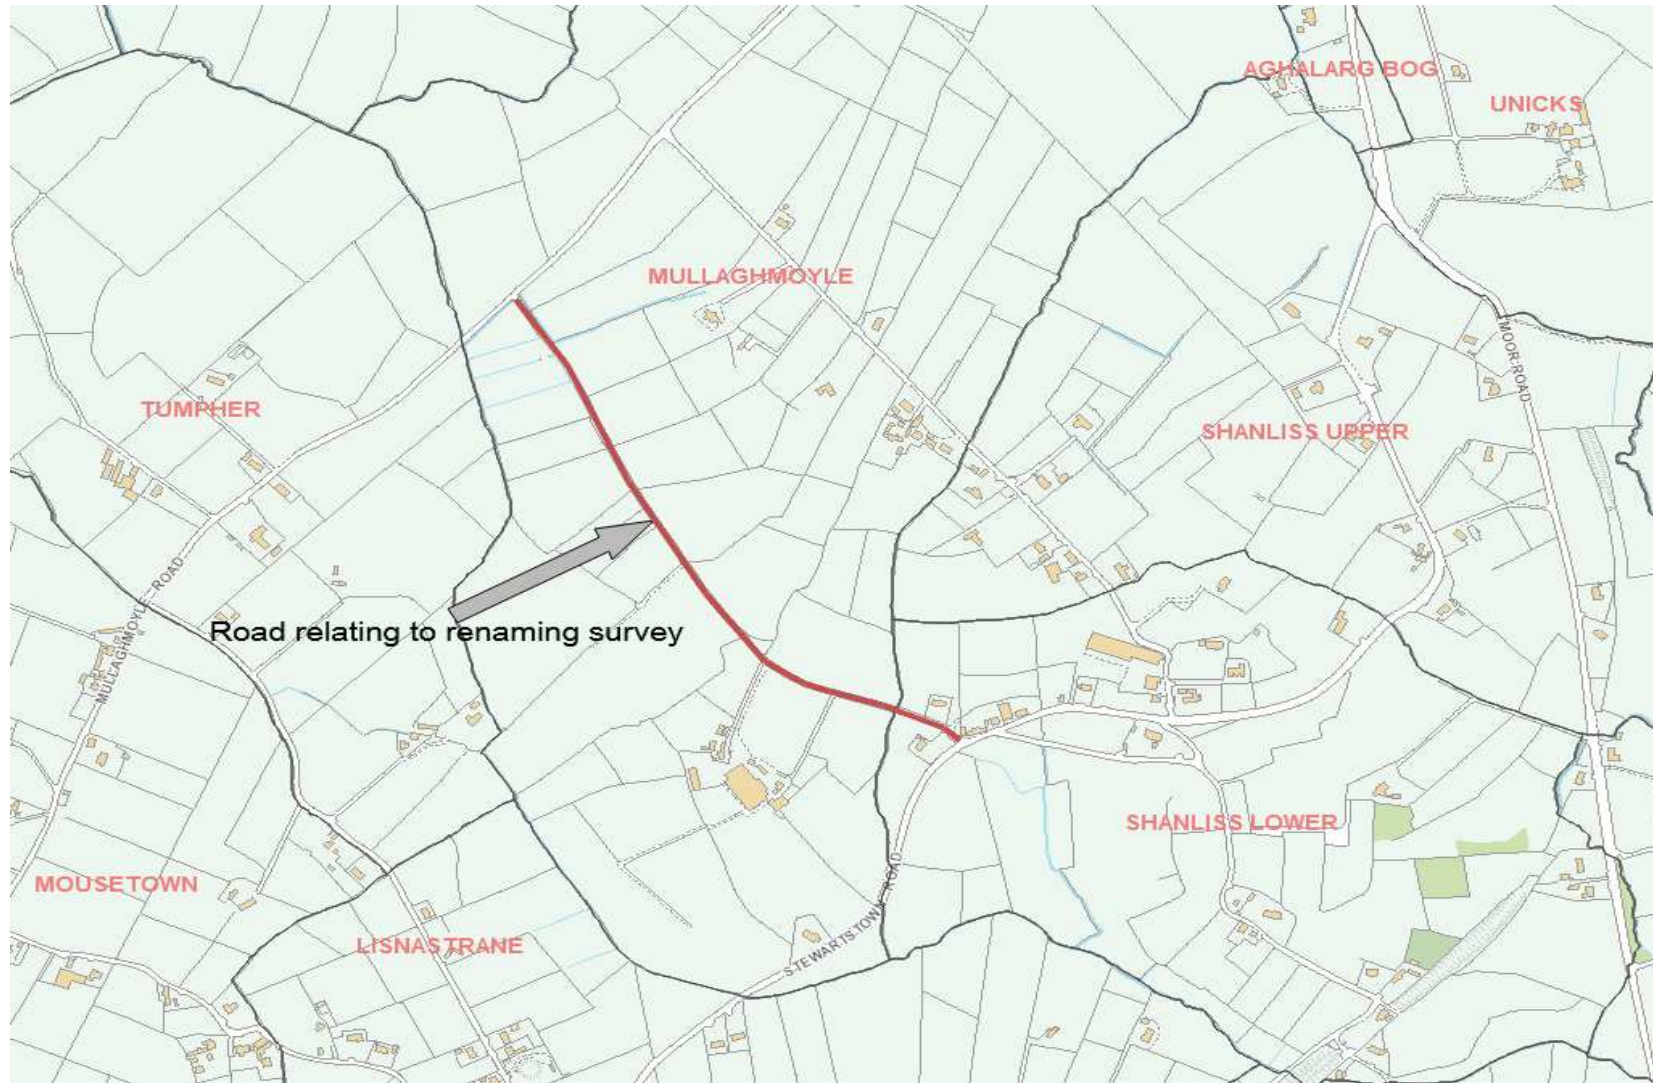 AGHALARG BOG
UNICKS
MULLAGHMOYLE
MOOR ROAD
TUMPHER
SHANLISS UPPER
MULLAGHMOYLE ROAD
Road relating to renaming survey
SHANLISS LOWER
MOUSETOWN
LISNASTRANE
STEWARTSTOWN ROAD